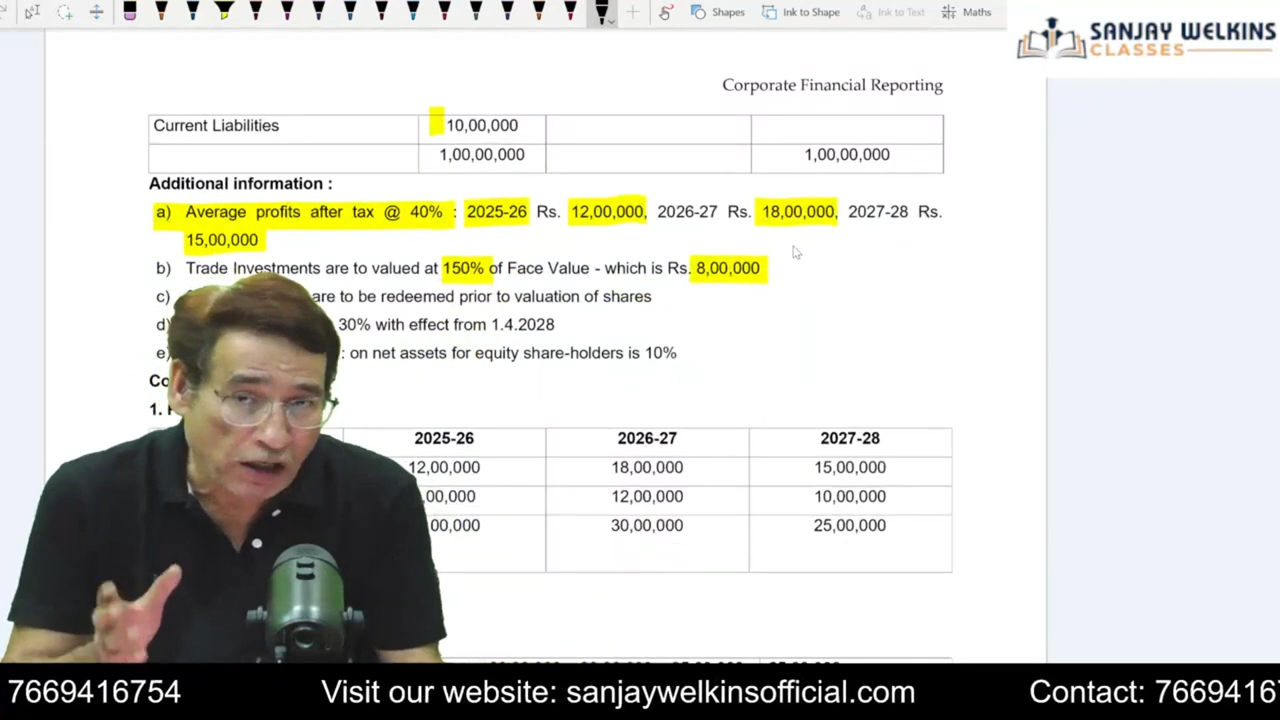 Shapes
Ink to Shape
Ink to Text
Maths
SANJAY WELKINS
CLASSES
Corporate Financial Reporting
Current Liabilities 10,00,000
1,00,00,000 1,00,00,000
Additional information :
a) Average profits after tax @ 40% : 2025-26 Rs. 12,00,000, 2026-27 Rs. 18,00,000, 2027-28 Rs.
15,00,000
b) Trade Investments are to valued at 150% of Face Value - which is Rs. 8,00,000
c) are to be redeemed prior to valuation of shares
d) 30% with effect from 1.4.2028
e) : on net assets for equity share-holders is 10%
1.
2025-26 2026-27 2027-28
12,00,000 18,00,000 15,00,000
,00,000 12,00,000 10,00,000
00,000 30,00,000 25,00,000
7669416754 Visit our website: sanjaywelkinsofficial.com Contact: 7669416